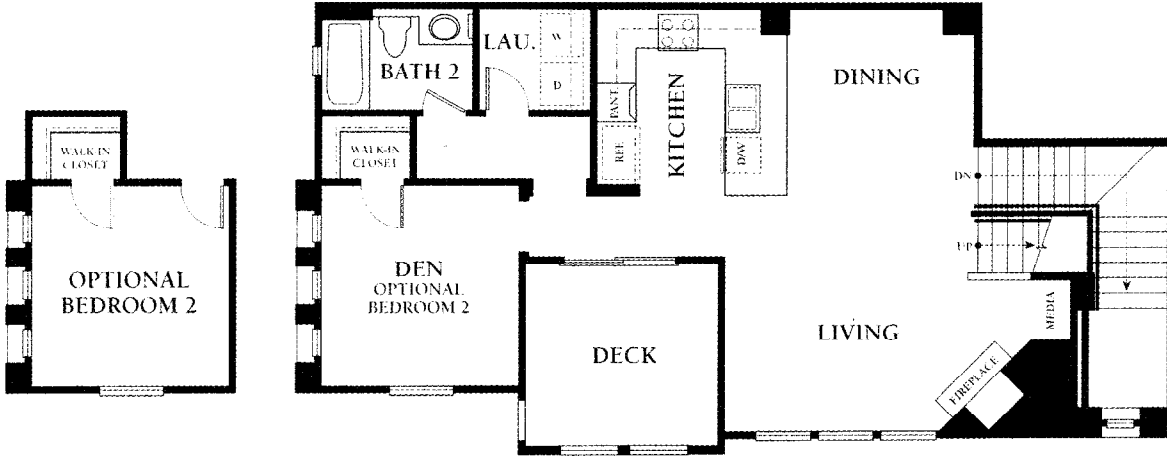 WALK-IN
CLOSET
OPTIONAL
BEDROOM 2
BATH 2
LAU.
W
D
WALK-IN
CLOSET
PANT.
REF.
KITCHEN
D/W
DINING
DN
UP
DEN
OPTIONAL
BEDROOM 2
DECK
LIVING
MEDIA
FIREPLACE